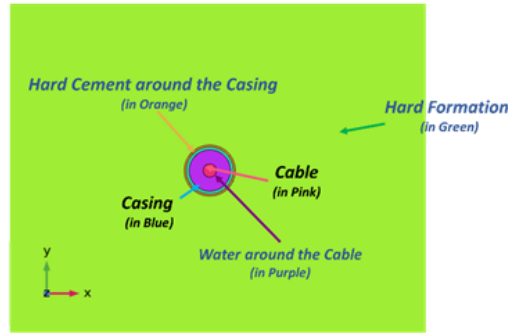 Hard Cement around the Casing
(in Orange)
Hard Formation
(in Green)
Cable
(in Pink)
Casing
(in Blue)
Water around the Cable
(in Purple)
y
z
x